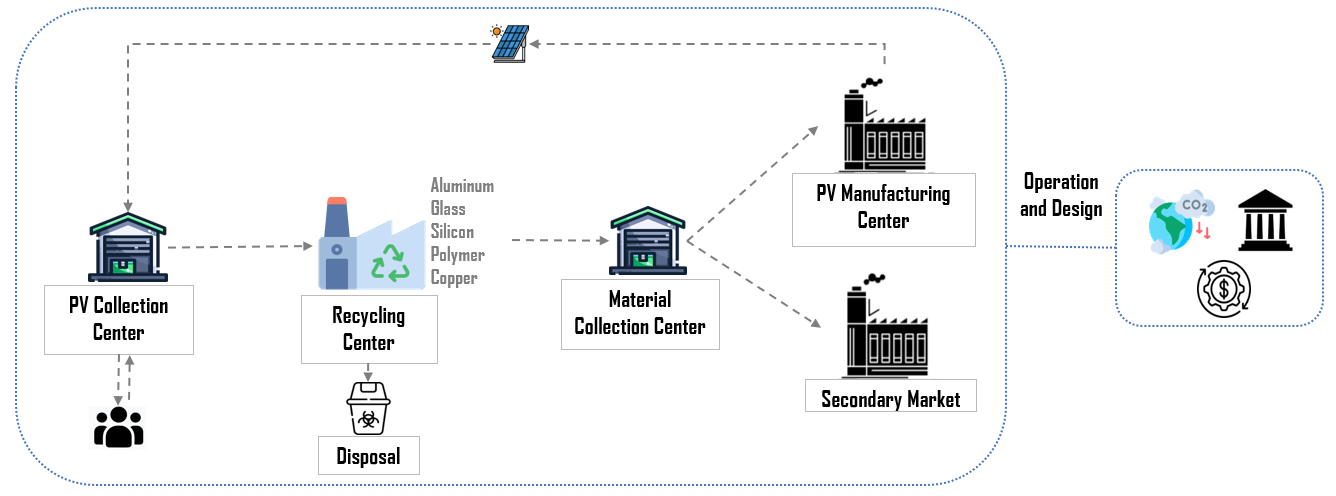 PV Collection
Center
Recycling
Center
Disposal
Aluminum
Glass
Silicon
Polymer
Copper
Material
Collection Center
PV Manufacturing
Center
Secondary Market
Operation
and Design
CO2
$